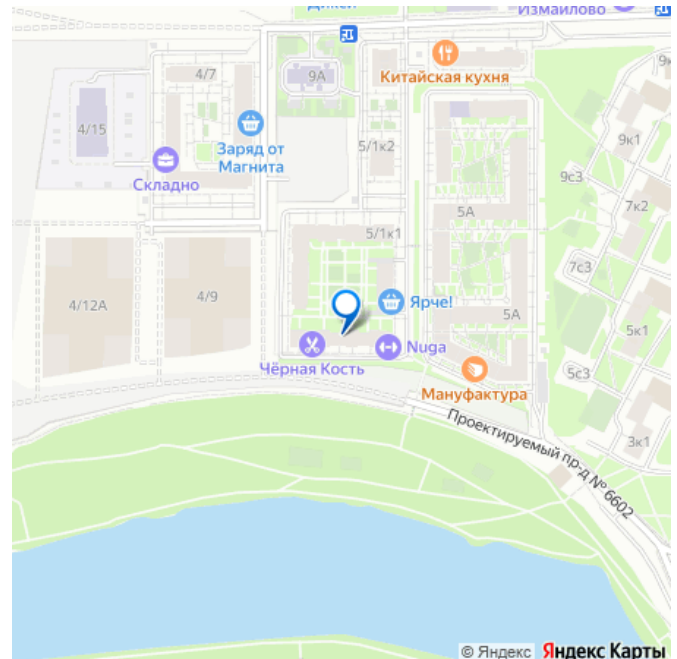 Дикси
Измайлово
4/7
9А
Китайская кухня
9к1
4/15
Заряд от
Магнита
5/1к2
Складно
9с3
7к2
5А
5/1к1
7с3
4/12А
4/9
Ярче!
5А
5к1
Nuga
Чёрная Кость
5с3
Мануфактура
3к1
Проектируемый пр-д № 6602
© Яндекс Яндекс Карты